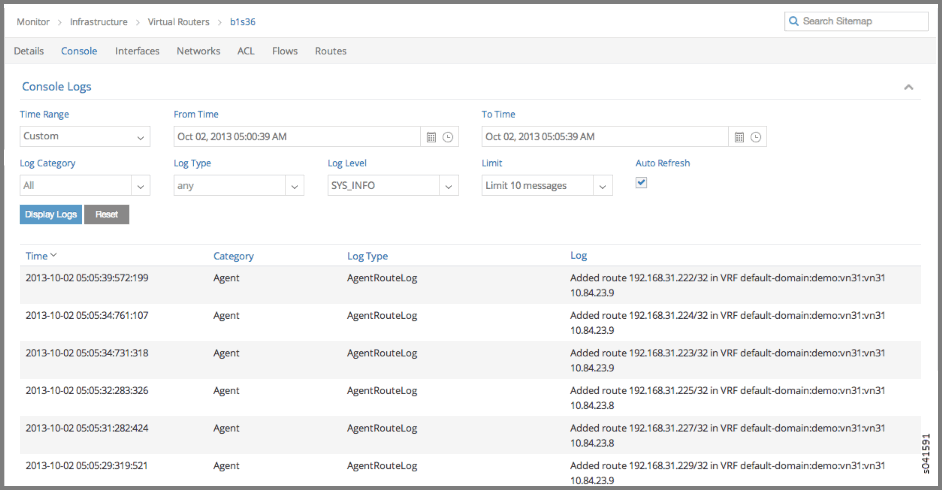 Monitor > Infrastructure > Virtual Routers > b1s36
Search Sitemap
Details Console Interfaces Networks ACL Flows Routes
Console Logs
Time Range From Time To Time
Custom Oct 02, 2013 05:00:39 AM Oct 02, 2013 05:05:39 AM
Log Category Log Type Log Level Limit Auto Refresh
All any SYS_INFO Limit 10 messages
Display Logs Reset
Time Category Log Type Log
2013-10-02 05:05:39:572:199 Agent AgentRouteLog Added route 192.168.31.222/32 in VRF default-domain:demo:vn31:vn31
10.84.23.9
2013-10-02 05:05:34:761:107 Agent AgentRouteLog Added route 192.168.31.224/32 in VRF default-domain:demo:vn31:vn31
10.84.23.9
2013-10-02 05:05:34:731:318 Agent AgentRouteLog Added route 192.168.31.223/32 in VRF default-domain:demo:vn31:vn31
10.84.23.9
2013-10-02 05:05:32:283:326 Agent AgentRouteLog Added route 192.168.31.225/32 in VRF default-domain:demo:vn31:vn31
10.84.23.8
2013-10-02 05:05:31:282:424 Agent AgentRouteLog Added route 192.168.31.227/32 in VRF default-domain:demo:vn31:vn31
10.84.23.8
2013-10-02 05:05:29:319:521 Agent AgentRouteLog Added route 192.168.31.229/32 in VRF default-domain:demo:vn31:vn31
10.84.23.9
s041591